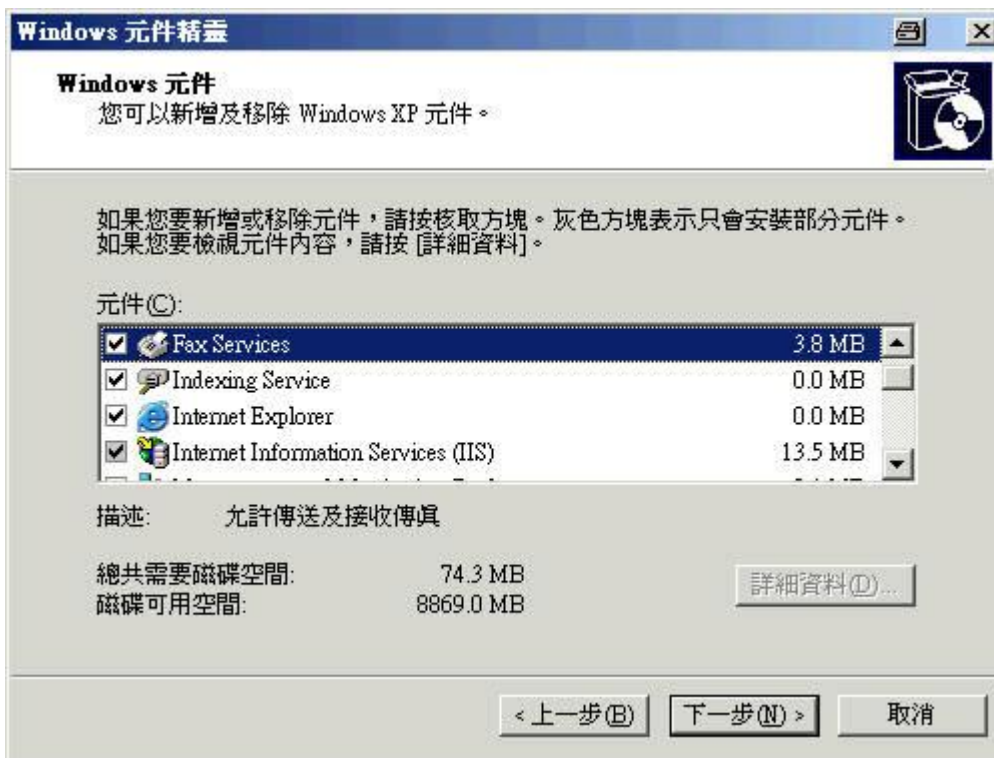 Windows 元件精靈
Windows 元件
您可以新增及移除 Windows XP 元件。
如果您要新增或移除元件，請按核取方塊。灰色方塊表示只會安裝部分元件。
如果您要檢視元件內容，請按 [詳細資料]。
元件(C):
Fax Services 3.8 MB
Indexing Service 0.0 MB
Internet Explorer 0.0 MB
Internet Information Services (IIS) 13.5 MB
描述: 允許傳送及接收傳真
總共需要磁碟空間: 74.3 MB
磁碟可用空間: 8869.0 MB
詳細資料(D)...
< 上一步(B) 下一步(N) > 取消